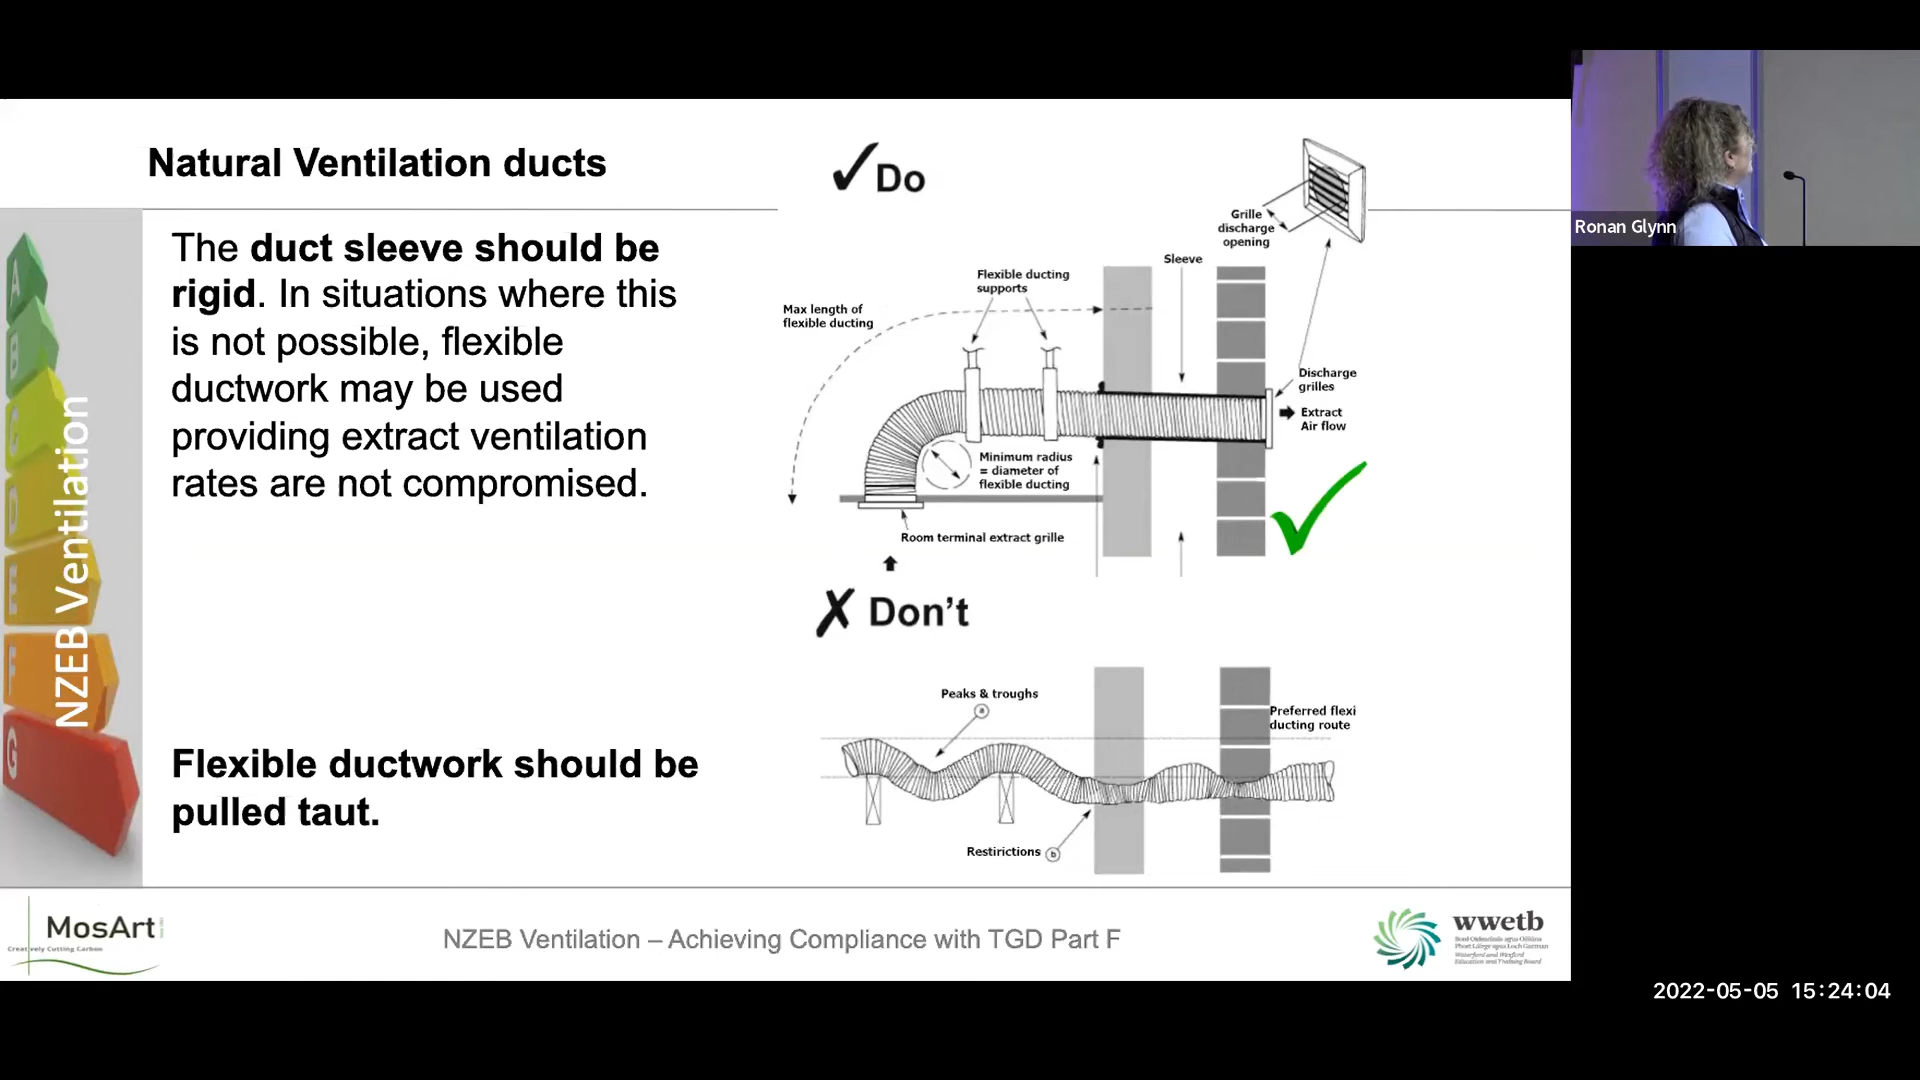 Natural Ventilation ducts
The duct sleeve should be
rigid. In situations where this
is not possible, flexible
ductwork may be used
providing extract ventilation
rates are not compromised.
Flexible ductwork should be
pulled taut.
A
B
C
D
E
F
G
NZEB Ventilation
✓Do
Grille
discharge
opening
Sleeve
Flexible ducting
supports
Max length of
flexible ducting
Discharge
grilles
Extract
Air flow
Minimum radius
= diameter of
flexible ducting
Room terminal extract grille
✗ Don't
Peaks & troughs
a
Preferred flexi
ducting route
Restirictions b
MosArt
Creatively Cutting Carbon
NZEB Ventilation – Achieving Compliance with TGD Part F
wwetb
Bord Oideachais agus Oiliúna
Phort Láirge agus Loch Garman
Waterford and Wexford
Education and Training Board
Ronan Glynn
2022-05-05 15:24:04